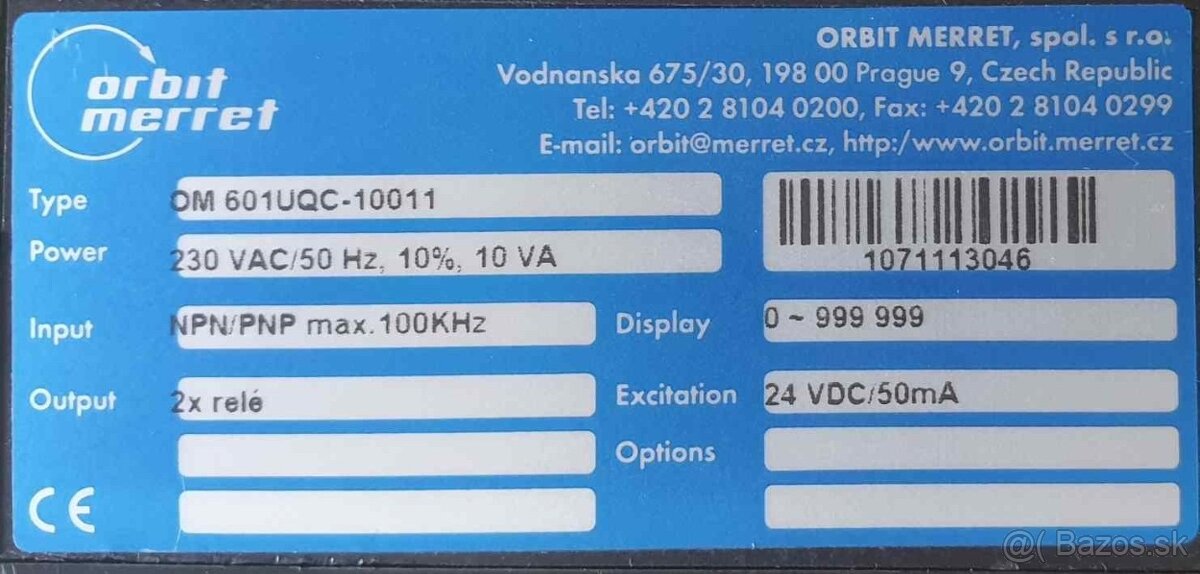 orbit
merret
ORBIT MERRET, spol. s r.o.
Vodnanska 675/30, 198 00 Prague 9, Czech Republic
Tel: +420 2 8104 0200, Fax: +420 2 8104 0299
E-mail: orbit@merret.cz, http:/www.orbit.merret.cz
Type OM 601UQC-10011
Power 230 VAC/50 Hz, 10%, 10 VA
1071113046
Input NPN/PNP max.100KHz
Display 0 ~ 999 999
Output 2x relé
Excitation 24 VDC/50mA
Options
CE
@( Bazos.sk